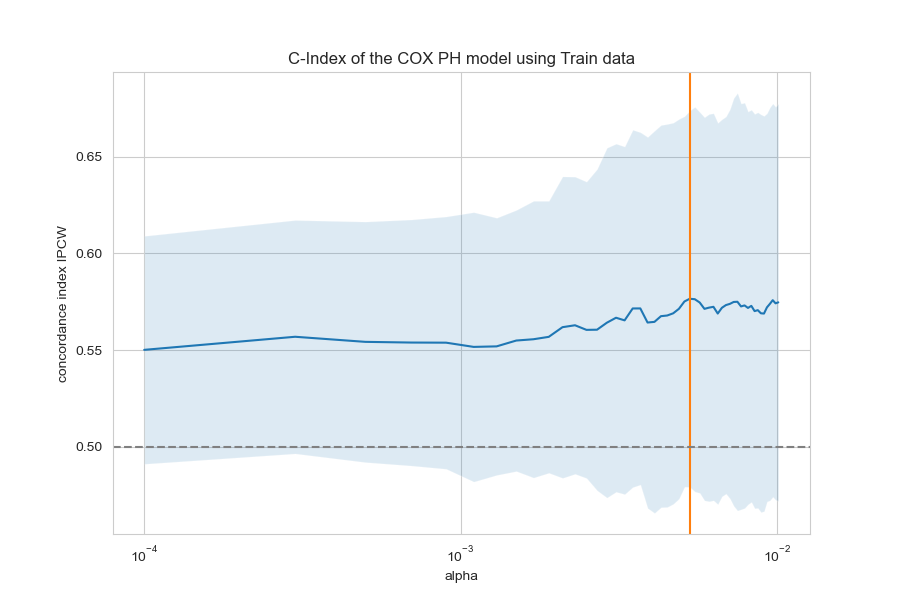 C-Index of the COX PH model using Train data
concordance index IPCW
0.65
0.60
0.55
0.50
10⁻⁴
10⁻³
10⁻²
alpha